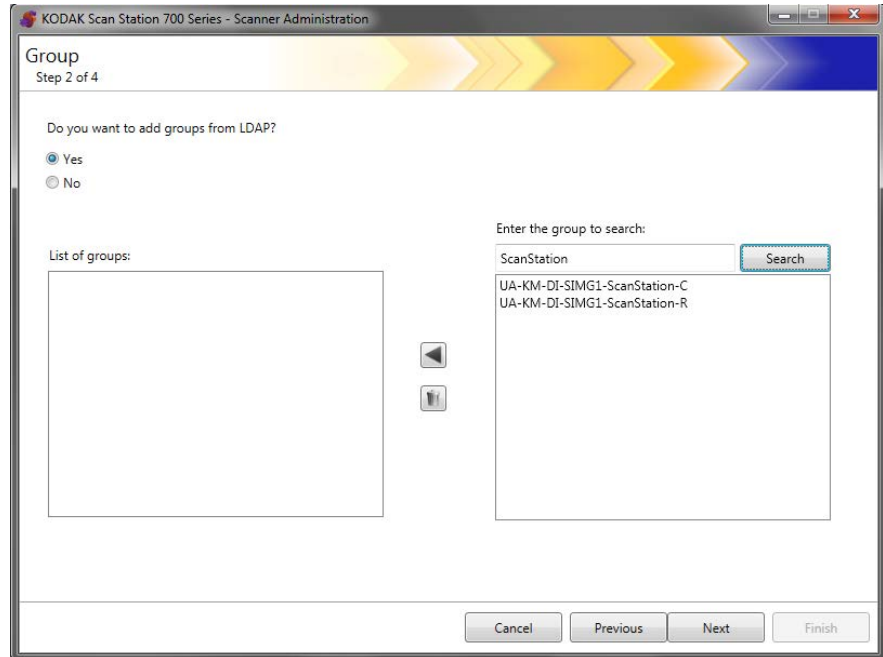 KODAK Scan Station 700 Series - Scanner Administration
Group
Step 2 of 4
Do you want to add groups from LDAP?
Yes
No
List of groups:
Enter the group to search:
ScanStation
Search
UA-KM-DI-SIMG1-ScanStation-C
UA-KM-DI-SIMG1-ScanStation-R
Cancel
Previous
Next
Finish